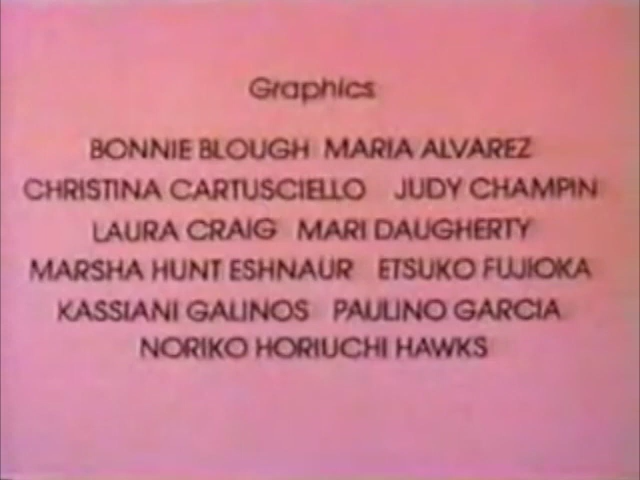 Graphics
BONNIE BLOUGH MARIA ALVAREZ
CHRISTINA CARTUSCIELLO JUDY CHAMPIN
LAURA CRAIG MARI DAUGHERTY
MARSHA HUNT ESHNAUR ETSUKO FUJIOKA
KASSIANI GALINOS PAULINO GARCIA
NORIKO HORIUCHI HAWKS